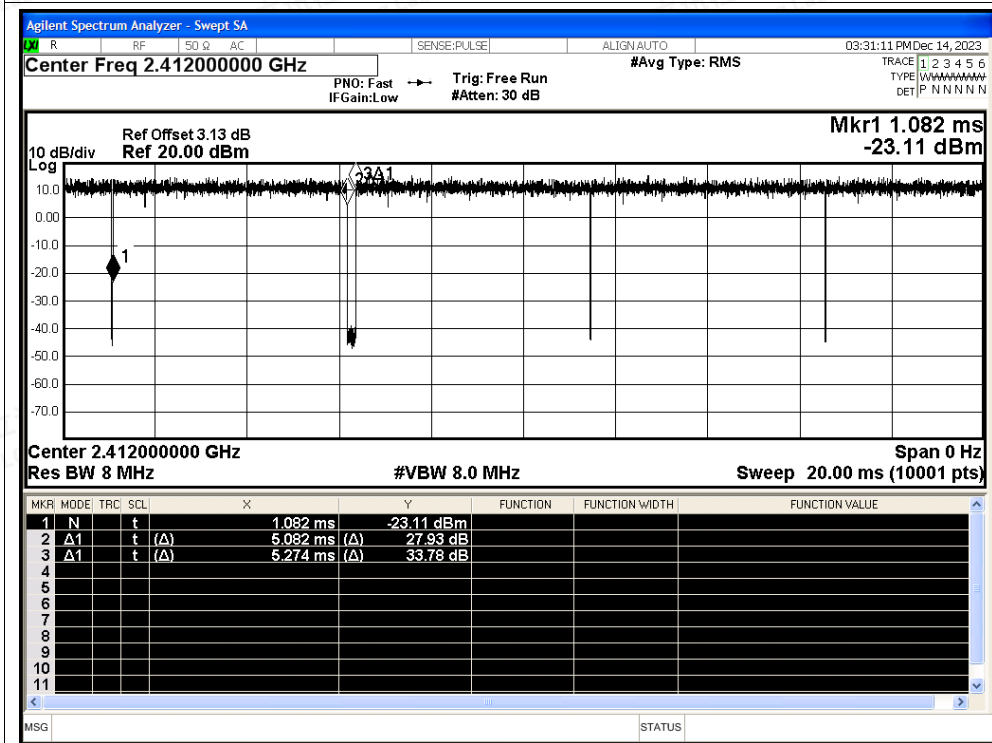 Agilent Spectrum Analyzer - Swept SA
LXI R RF 50 Ω AC SENSE:PULSE ALIGN AUTO 03:31:11 PM Dec 14, 2023
Center Freq 2.412000000 GHz #Avg Type: RMS TRACE 1 2 3 4 5 6
PNO: Fast Trig: Free Run TYPE W
IFGain:Low #Atten: 30 dB DET P N N N N N
Mkr1 1.082 ms
-23.11 dBm
Ref Offset 3.13 dB
10 dB/div Ref 20.00 dBm
Log
3Δ1
10.0
0.00
-10.0
1
-20.0
-30.0
-40.0
-50.0
-60.0
-70.0
Center 2.412000000 GHz Span 0 Hz
Res BW 8 MHz #VBW 8.0 MHz Sweep 20.00 ms (10001 pts)
MKR MODE TRC SCL X Y FUNCTION FUNCTION WIDTH FUNCTION VALUE
1 N t 1.082 ms -23.11 dBm
2 Δ1 t (Δ) 5.082 ms (Δ) 27.93 dB
3 Δ1 t (Δ) 5.274 ms (Δ) 33.78 dB
4
5
6
7
8
9
10
11
MSG STATUS